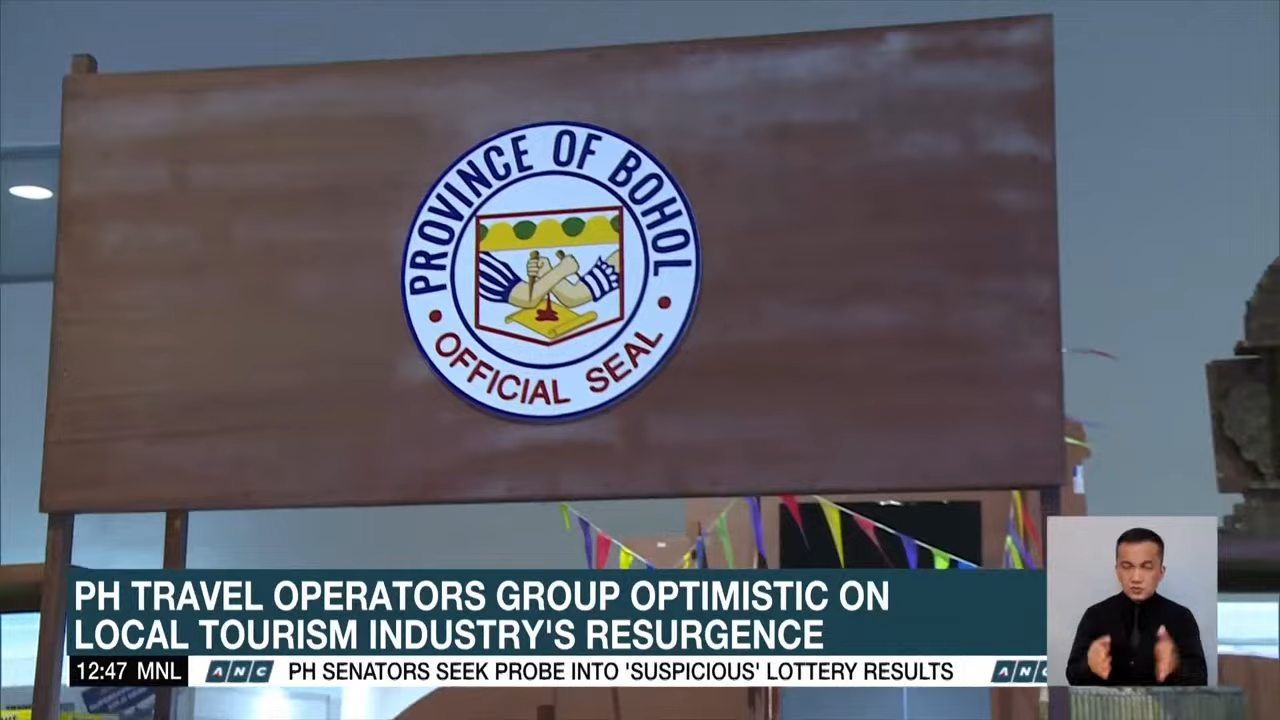 PROVINCE OF BOHOL
OFFICIAL SEAL
PH TRAVEL OPERATORS GROUP OPTIMISTIC ON
LOCAL TOURISM INDUSTRY'S RESURGENCE
12:47 MNL ANC PH SENATORS SEEK PROBE INTO 'SUSPICIOUS' LOTTERY RESULTS ANC